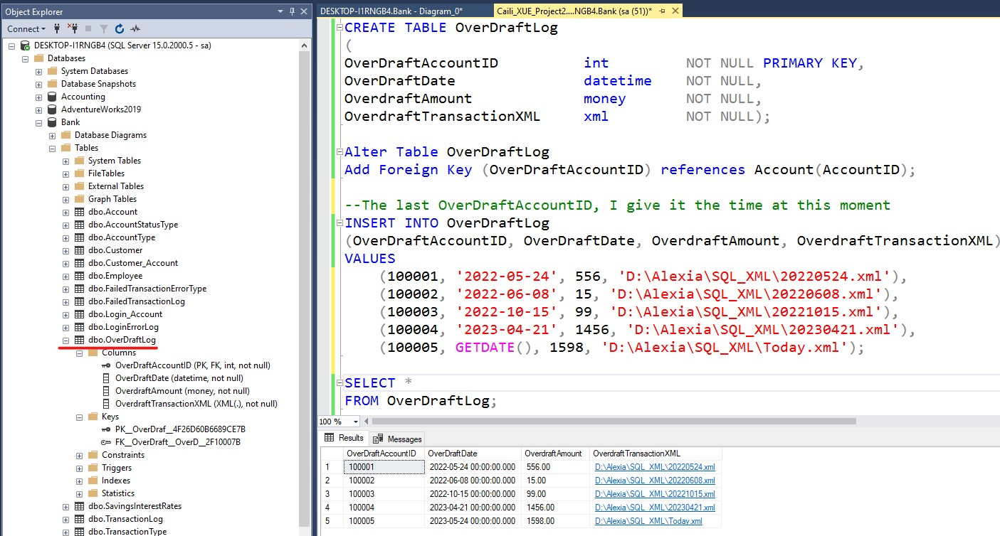 Object Explorer
Connect
DESKTOP-I1RNGB4 (SQL Server 15.0.2000.5 - sa)
Databases
System Databases
Database Snapshots
Accounting
AdventureWorks2019
Bank
Database Diagrams
Tables
System Tables
FileTables
External Tables
Graph Tables
dbo.Account
dbo.AccountStatusType
dbo.AccountType
dbo.Customer
dbo.Customer_Account
dbo.Employee
dbo.FailedTransactionErrorType
dbo.FailedTransactionLog
dbo.Login_Account
dbo.LoginErrorLog
dbo.OverDraftLog
Columns
OverDraftAccountID (PK, FK, int, not null)
OverDraftDate (datetime, not null)
OverdraftAmount (money, not null)
OverdraftTransactionXML (XML(.), not null)
Keys
PK__OverDraf__4F26D60B6689CE7B
FK__OverDraft__OverD__2F10007B
Constraints
Triggers
Indexes
Statistics
dbo.SavingsInterestRates
dbo.TransactionLog
dbo.TransactionType
DESKTOP-I1RNGB4.Bank - Diagram_0*
Caili_XUE_Project2....NGB4.Bank (sa (51))*
CREATE TABLE OverDraftLog
(
OverDraftAccountID int NOT NULL PRIMARY KEY,
OverDraftDate datetime NOT NULL,
OverdraftAmount money NOT NULL,
OverdraftTransactionXML xml NOT NULL);
Alter Table OverDraftLog
Add Foreign Key (OverDraftAccountID) references Account(AccountID);
--The last OverDraftAccountID, I give it the time at this moment
INSERT INTO OverDraftLog
(OverDraftAccountID, OverDraftDate, OverdraftAmount, OverdraftTransactionXML)
VALUES
(100001, '2022-05-24', 556, 'D:\Alexia\SQL_XML\20220524.xml'),
(100002, '2022-06-08', 15, 'D:\Alexia\SQL_XML\20220608.xml'),
(100003, '2022-10-15', 99, 'D:\Alexia\SQL_XML\20221015.xml'),
(100004, '2023-04-21', 1456, 'D:\Alexia\SQL_XML\20230421.xml'),
(100005, GETDATE(), 1598, 'D:\Alexia\SQL_XML\Today.xml');
SELECT *
FROM OverDraftLog;
100 %
Results Messages
OverDraftAccountID OverDraftDate OverdraftAmount OverdraftTransactionXML
1 100001 2022-05-24 00:00:00.000 556.00 D:\Alexia\SQL_XML\20220524.xml
2 100002 2022-06-08 00:00:00.000 15.00 D:\Alexia\SQL_XML\20220608.xml
3 100003 2022-10-15 00:00:00.000 99.00 D:\Alexia\SQL_XML\20221015.xml
4 100004 2023-04-21 00:00:00.000 1456.00 D:\Alexia\SQL_XML\20230421.xml
5 100005 2023-05-24 00:00:00.000 1598.00 D:\Alexia\SQL_XML\Today.xml